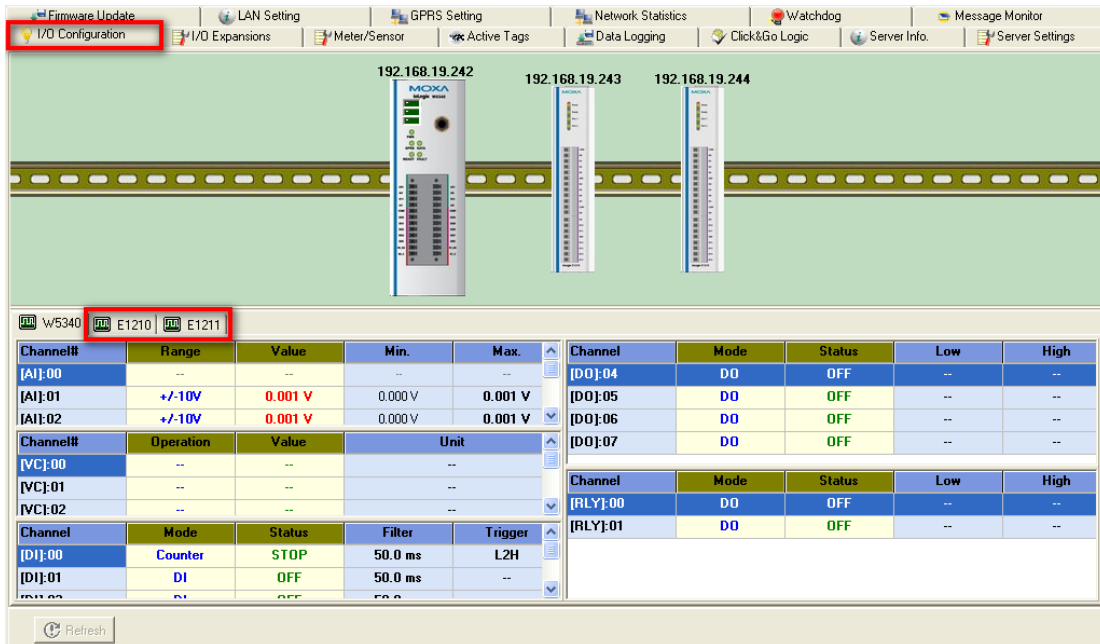 Firmware Update LAN Setting GPRS Setting Network Statistics Watchdog Message Monitor
I/O Configuration I/O Expansions Meter/Sensor Active Tags Data Logging Click&Go Logic Server Info. Server Settings
192.168.19.242 192.168.19.243 192.168.19.244
MOXA
W5340 E1210 E1211
Channel# Range Value Min. Max.
[AI]:00 -- -- -- --
[AI]:01 +/-10V 0.001 V 0.000 V 0.001 V
[AI]:02 +/-10V 0.001 V 0.000 V 0.001 V
Channel# Operation Value Unit
[VC]:00 -- -- --
[VC]:01 -- -- --
[VC]:02 -- -- --
Channel Mode Status Filter Trigger
[DI]:00 Counter STOP 50.0 ms L2H
[DI]:01 DI OFF 50.0 ms --
Channel Mode Status Low High
[DO]:04 DO OFF -- --
[DO]:05 DO OFF -- --
[DO]:06 DO OFF -- --
[DO]:07 DO OFF -- --
Channel Mode Status Low High
[RLY]:00 DO OFF -- --
[RLY]:01 DO OFF -- --
Refresh